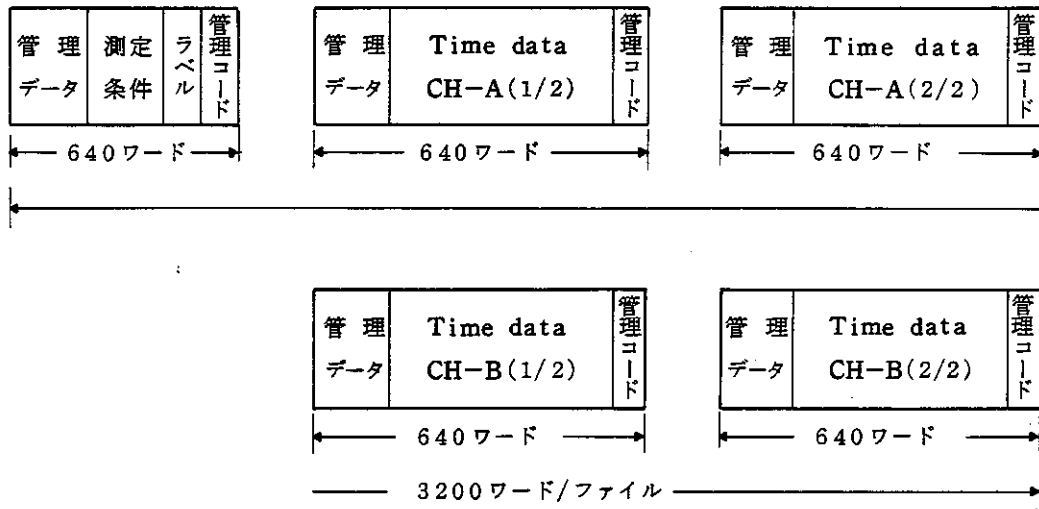 管理
データ
測定
条件
ラベル
管理コード
管理
データ
Time data
CH-A(1/2)
管理コード
管理
データ
Time data
CH-A(2/2)
管理コード
640ワード
640ワード
640ワード
管理
データ
Time data
CH-B(1/2)
管理コード
管理
データ
Time data
CH-B(2/2)
管理コード
640ワード
640ワード
3200ワード/ファイル